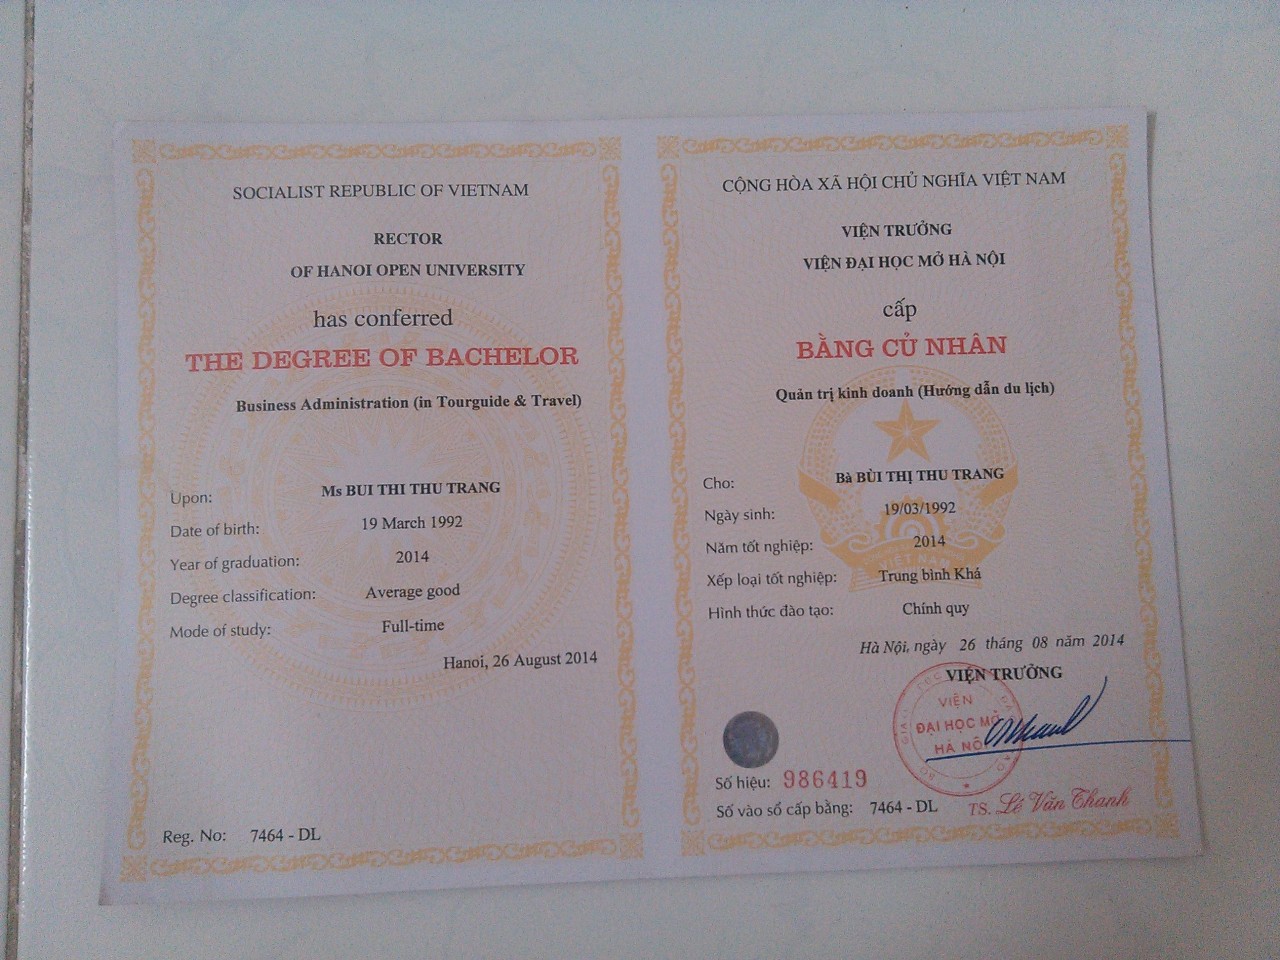 SOCIALIST REPUBLIC OF VIETNAM
RECTOR
OF HANOI OPEN UNIVERSITY
has conferred
THE DEGREE OF BACHELOR
Business Administration (in Tourguide & Travel)
Upon: Ms BUI THI THU TRANG
Date of birth: 19 March 1992
Year of graduation: 2014
Degree classification: Average good
Mode of study: Full-time
Hanoi, 26 August 2014
Reg. No: 7464 - DL
CỘNG HÒA XÃ HỘI CHỦ NGHĨA VIỆT NAM
VIỆN TRƯỞNG
VIỆN ĐẠI HỌC MỞ HÀ NỘI
cấp
BẰNG CỬ NHÂN
Quản trị kinh doanh (Hướng dẫn du lịch)
Cho: Bà BÙI THỊ THU TRANG
Ngày sinh: 19/03/1992
Năm tốt nghiệp: 2014
Xếp loại tốt nghiệp: Trung bình Khá
Hình thức đào tạo: Chính quy
Hà Nội, ngày 26 tháng 08 năm 2014
VIỆN TRƯỞNG
VIỆN
ĐẠI HỌC MỞ
HÀ NỘI
Số hiệu: 986419
Số vào sổ cấp bằng: 7464 - DL
TS. Lê Văn Thanh